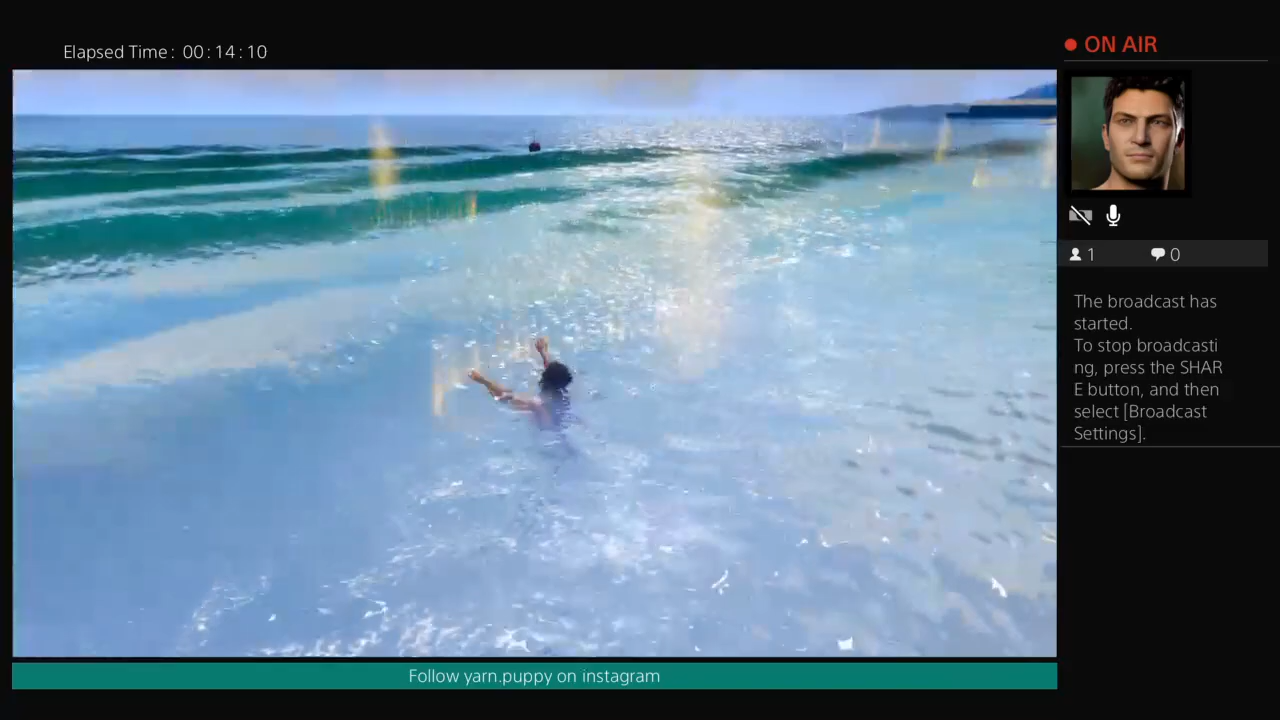 Elapsed Time: 00:14:10
ON AIR
1
0
The broadcast has
started.
To stop broadcasti
ng, press the SHAR
E button, and then
select [Broadcast
Settings].
Follow yarn.puppy on instagram